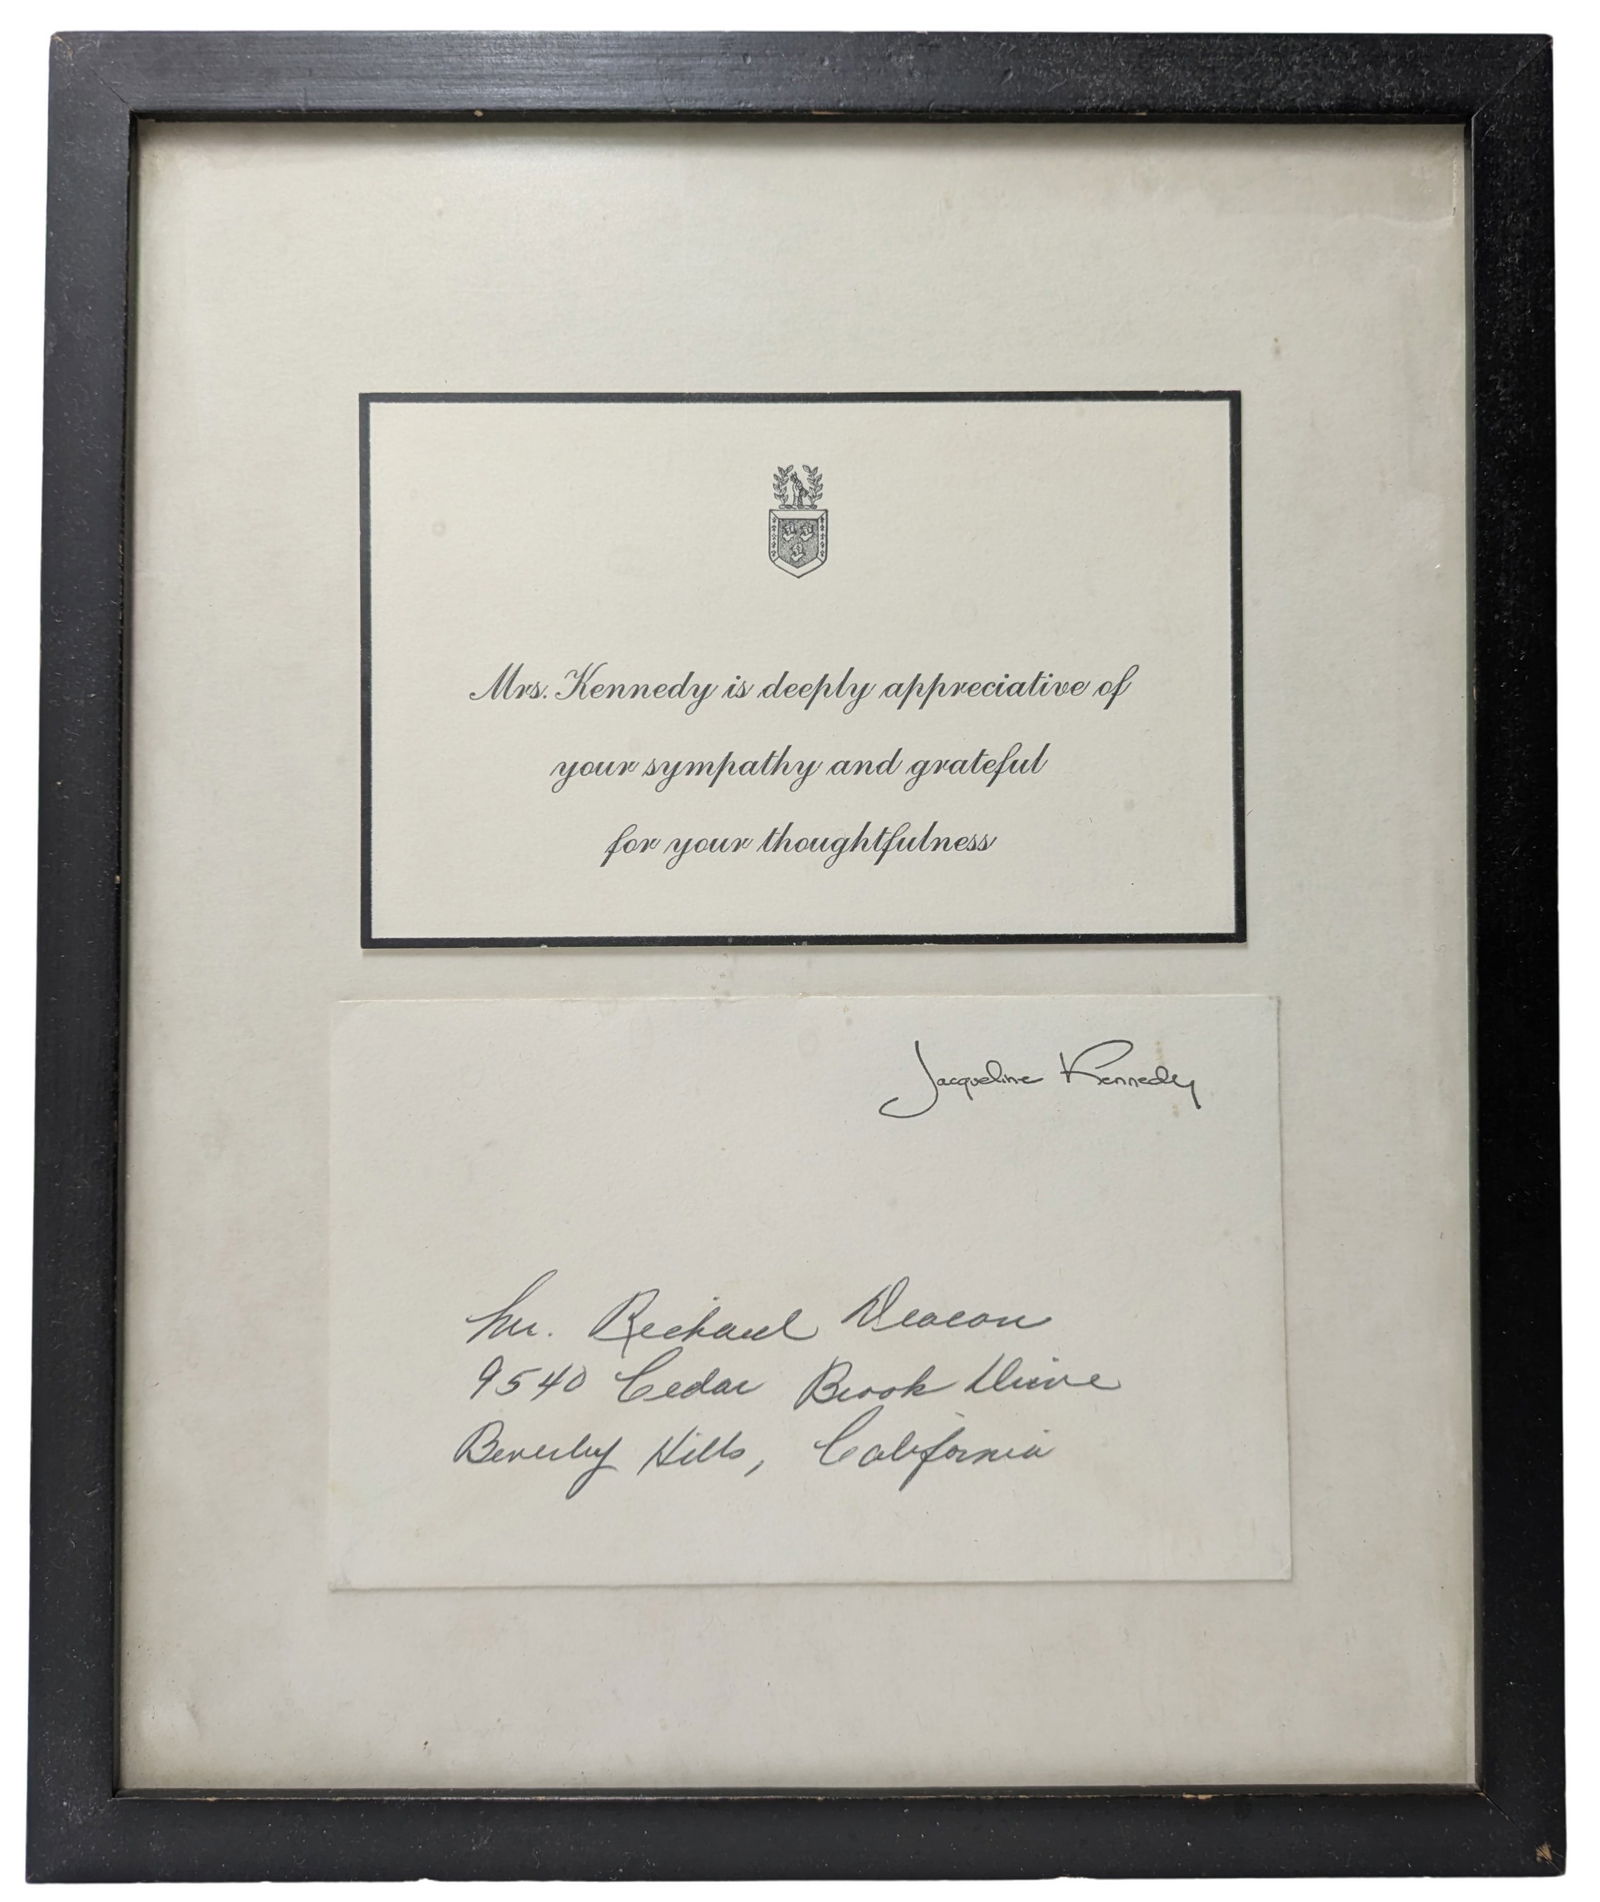 Mrs. Kennedy is deeply appreciative of
your sympathy and grateful
for your thoughtfulness
Jacqueline Kennedy
Mr. Richard Deacon
9540 Cedar Brook Drive
Beverly Hills, California